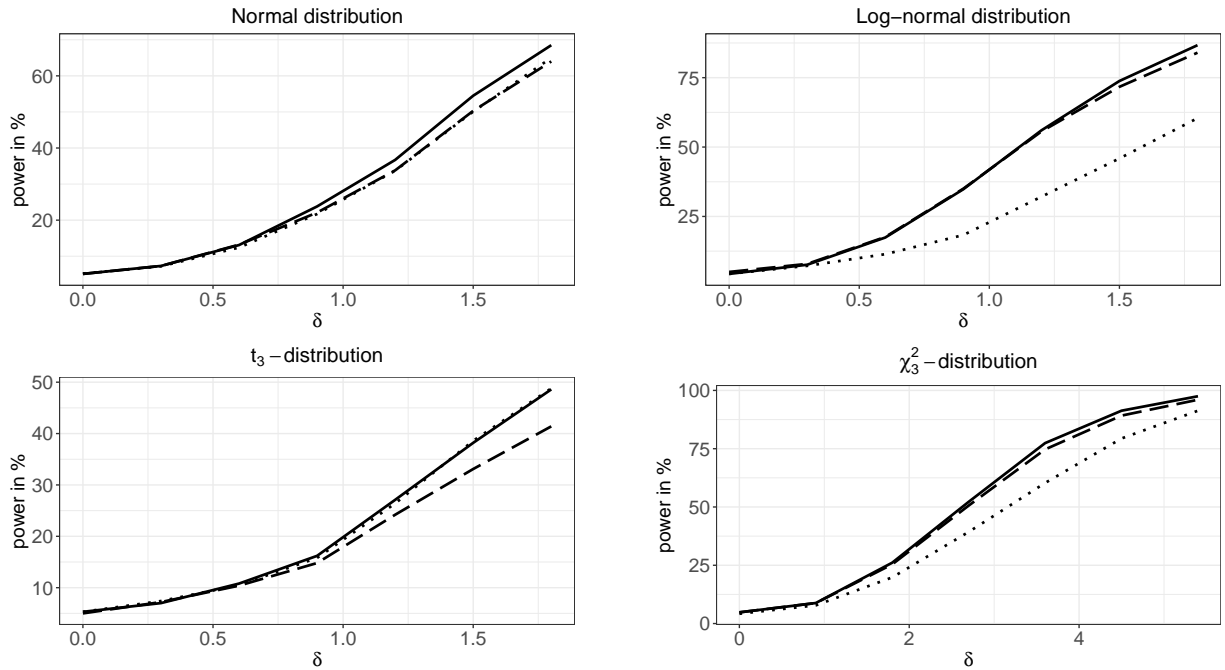 Normal distribution
power in %
60
40
20
0.0
0.5
1.0
1.5
δ
Log−normal distribution
power in %
75
50
25
0.0
0.5
1.0
1.5
δ
t₃ − distribution
power in %
50
40
30
20
10
0.0
0.5
1.0
1.5
δ
χ²₃ − distribution
power in %
100
75
50
25
0
0
2
4
δ